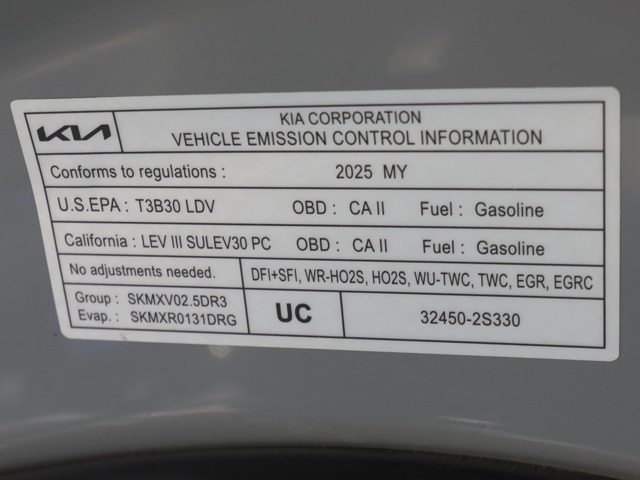 KIA
KIA CORPORATION
VEHICLE EMISSION CONTROL INFORMATION
Conforms to regulations : 2025 MY
U.S.EPA : T3B30 LDV OBD : CA II Fuel : Gasoline
California : LEV III SULEV30 PC OBD : CA II Fuel : Gasoline
No adjustments needed. DFI+SFI, WR-HO2S, HO2S, WU-TWC, TWC, EGR, EGRC
Group : SKMXV02.5DR3
Evap. : SKMXR0131DRG
UC
32450-2S330